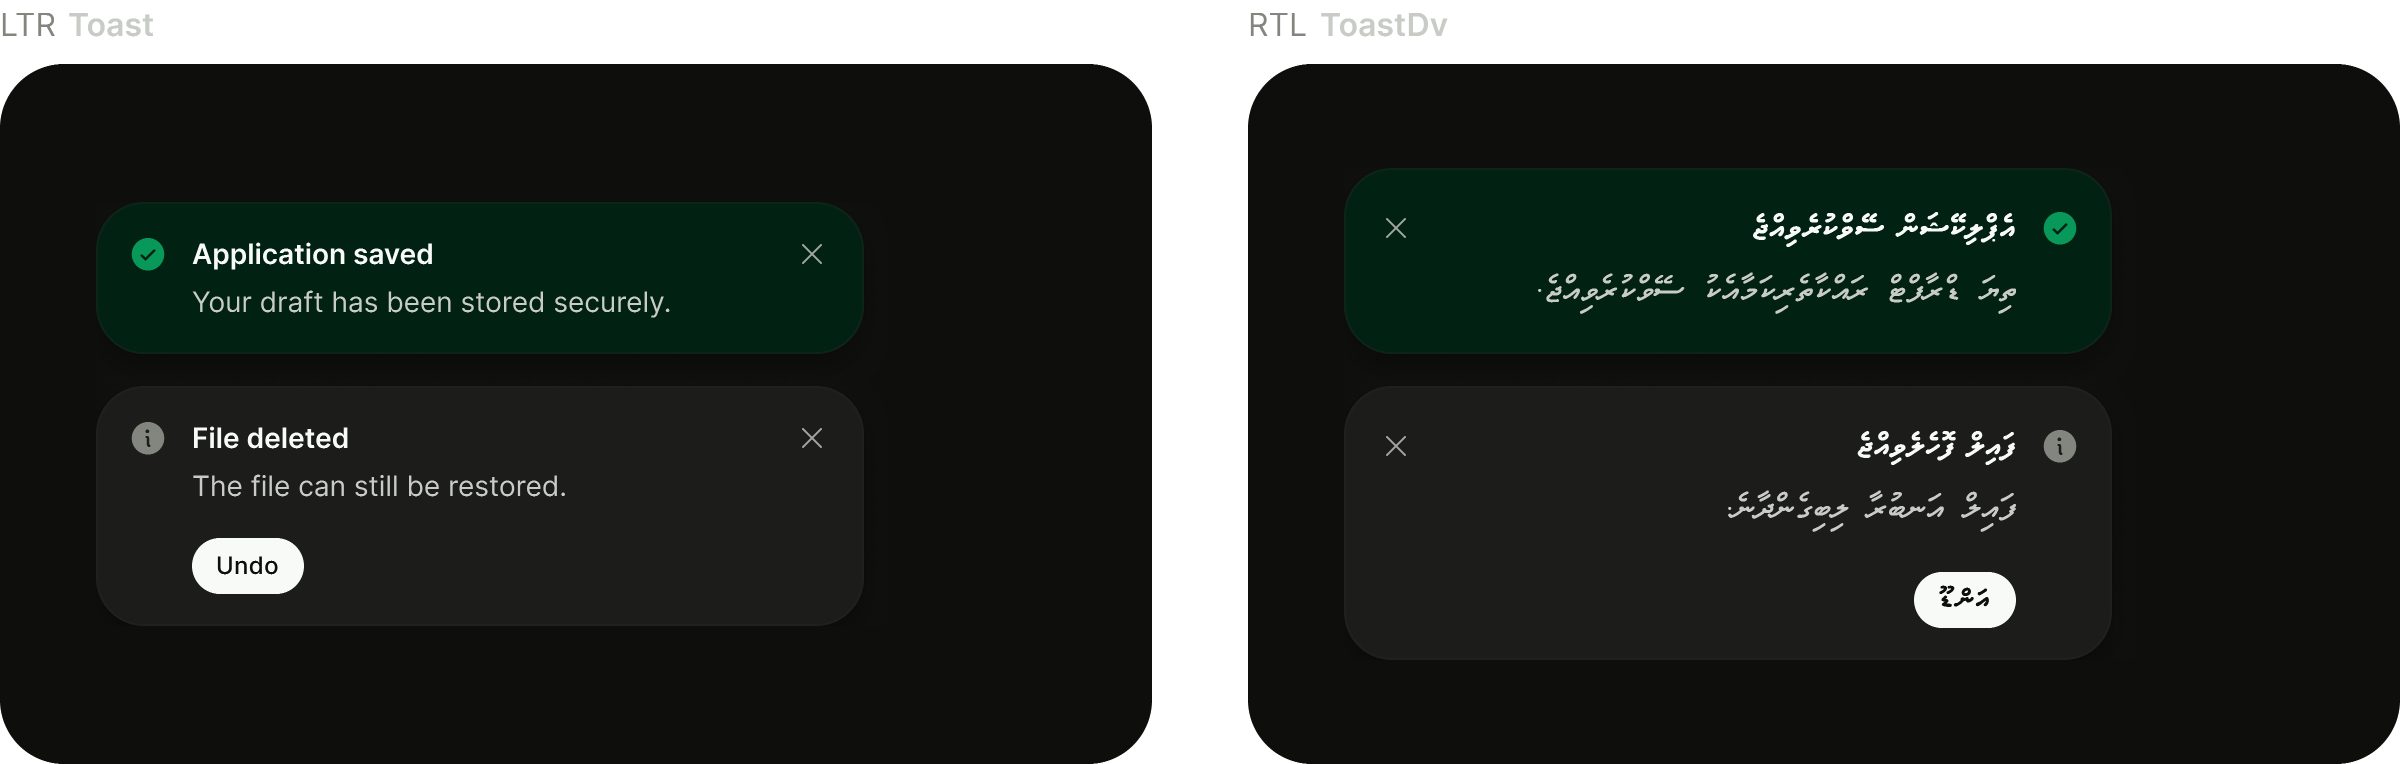 LTR Toast
Application saved
Your draft has been stored securely.
File deleted
The file can still be restored.
Undo
RTL ToastDv
އެޕްލިކޭޝަން ސޭވްކުރެވިއްޖެ
ތިޔަ ޑްރާފްޓް ރައްކާތެރިކަމާއެކު ސޭވްކުރެވިއްޖެ.
ފައިލް ފޮހެލެވިއްޖެ
ފައިލް އަނބުރާ ލިބިގެންދާނެ.
އަންޑޫ